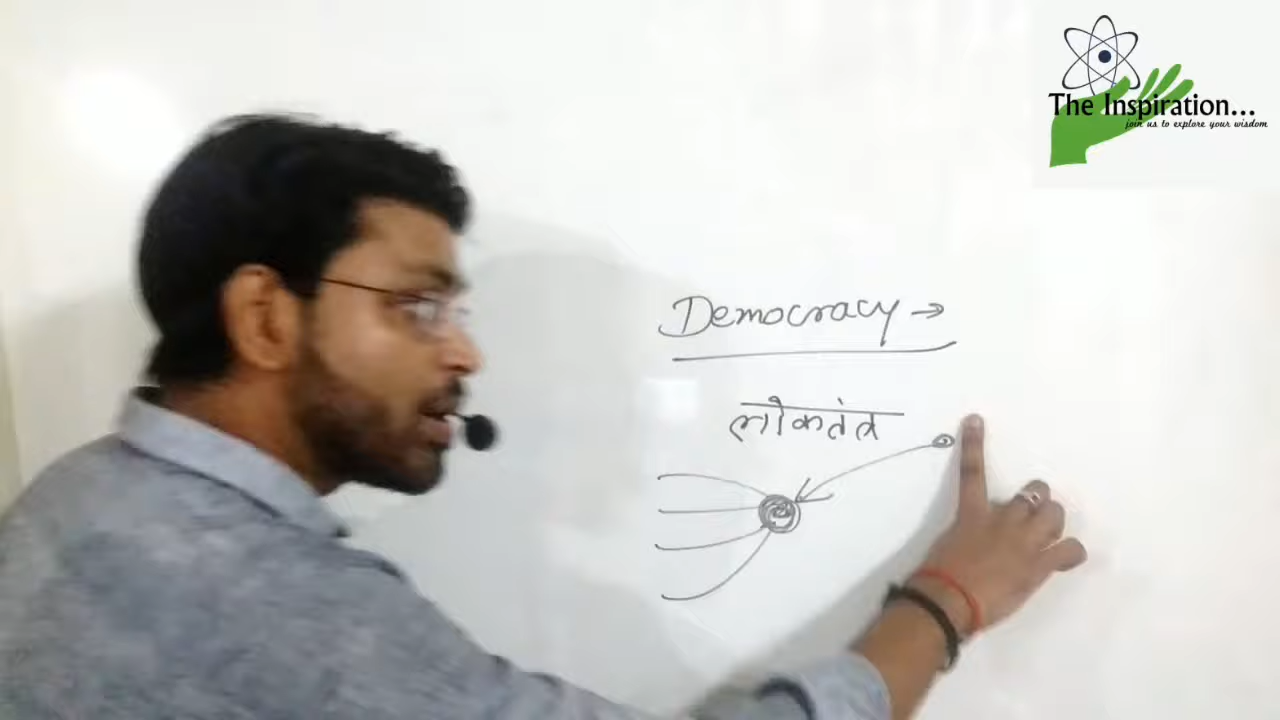 The Inspiration...
join us to explore your wisdom
Democracy →
लोकतंत्र